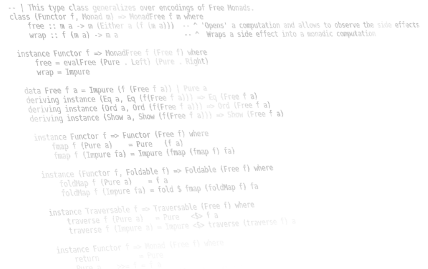 -- | This type class generalizes over encodings of Free Monads.
class (Functor f, Monad m) => MonadFree f m where
free :: m a -> m (Either a (f (m a))) -- ^ 'Opens' a computation and allows to observe the side effects
wrap :: f (m a) -> m a -- ^ Wraps a side effect into a monadic computation
instance Functor f => MonadFree f (Free f) where
free = evalFree (Pure . Left) (Pure . Right)
wrap = Impure
data Free f a = Impure (f (Free f a)) | Pure a
deriving instance (Eq a, Eq (f(Free f a))) => Eq (Free f a)
deriving instance (Ord a, Ord (f(Free f a))) => Ord (Free f a)
deriving instance (Show a, Show (f(Free f a))) => Show (Free f a)
instance Functor f => Functor (Free f) where
fmap f (Pure a) = Pure (f a)
fmap f (Impure fa) = Impure (fmap (fmap f) fa)
instance (Functor f, Foldable f) => Foldable (Free f) where
foldMap f (Pure a) = f a
foldMap f (Impure fa) = fold $ fmap (foldMap f) fa
instance Traversable f => Traversable (Free f) where
traverse f (Pure a) = Pure <$> f a
traverse f (Impure a) = Impure <$> traverse (traverse f) a
instance Functor f => Monad (Free f) where
return = Pure